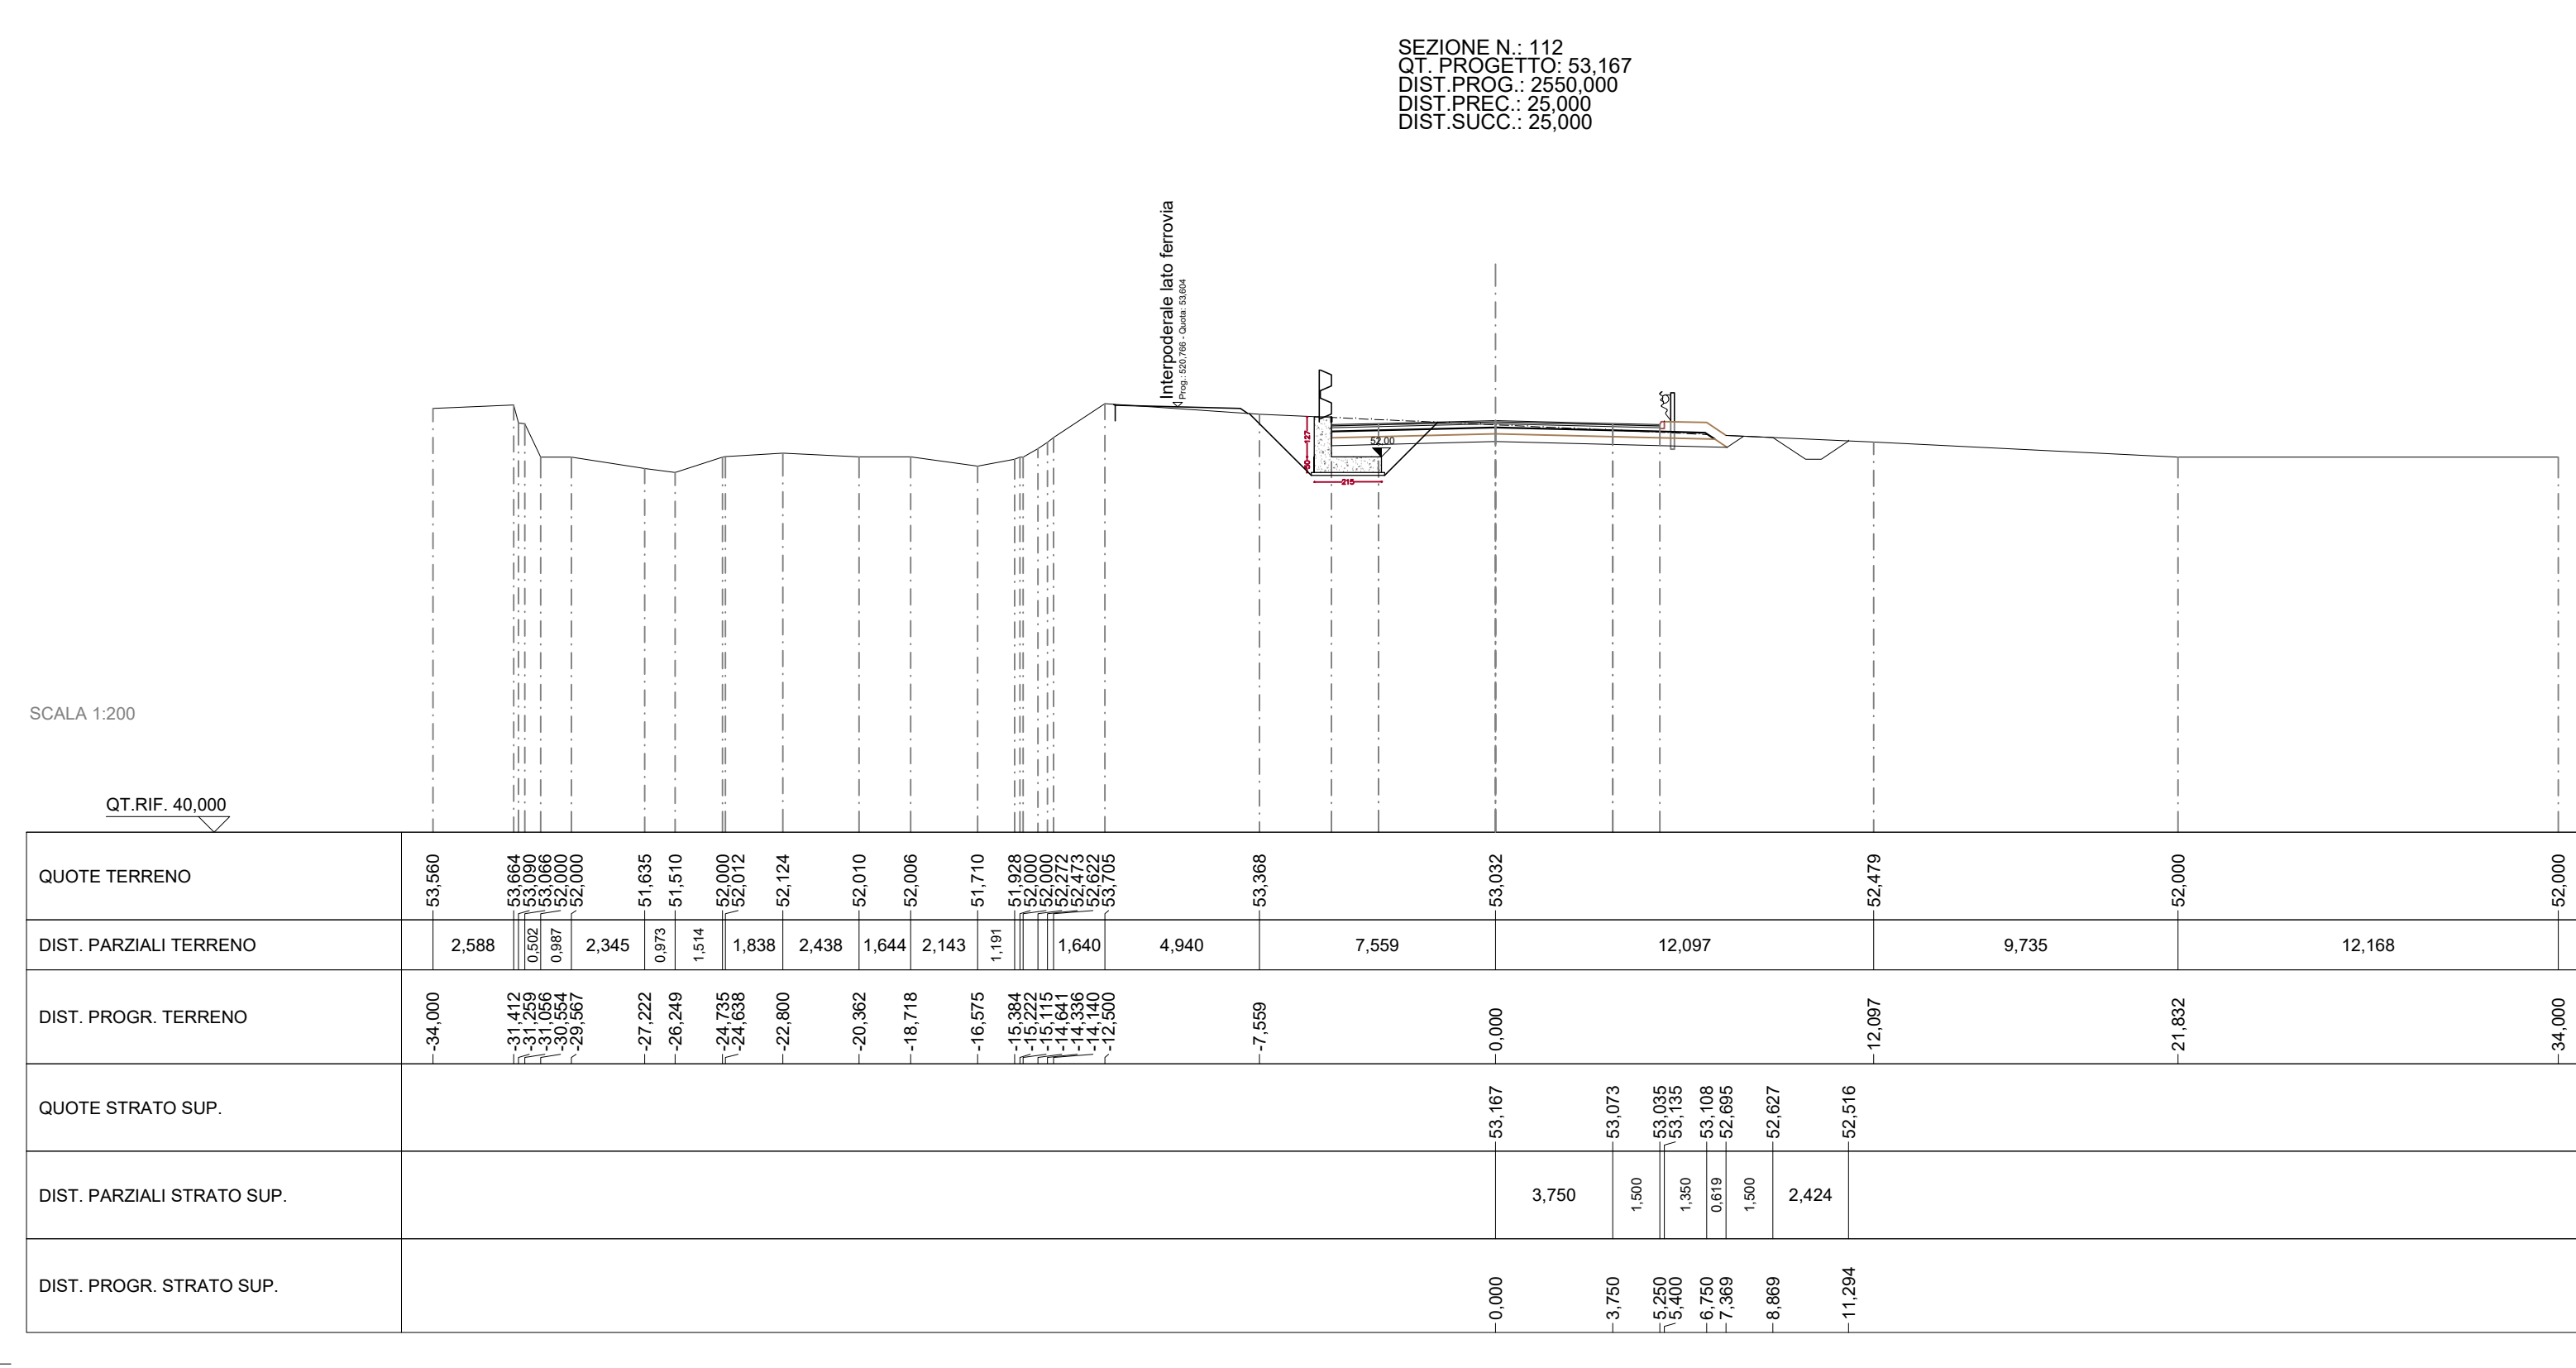 SEZIONE N.: 112
QT. PROGETTO: 53,167
DIST.PROG.: 2550,000
DIST.PREC.: 25,000
DIST.SUCC.: 25,000
Interpoderale lato ferrovia
Prog.: 520,766 - Quota: 53,604
127
50
52,00
215
SCALA 1:200
QT.RIF. 40,000
QUOTE TERRENO 53,560 53,664 53,090 53,066 52,000 52,000 51,635 51,510 52,000 52,012 52,124 52,010 52,006 51,710 51,928 52,000 52,000 52,272 52,473 52,622 53,705 53,368 53,032 52,479 52,000 52,000
DIST. PARZIALI TERRENO 2,588 0,502 0,987 2,345 0,973 1,514 1,838 2,438 1,644 2,143 1,191 1,640 4,940 7,559 12,097 9,735 12,168
DIST. PROGR. TERRENO -34,000 -31,412 -31,259 -31,056 -30,554 -29,567 -27,222 -26,249 -24,735 -24,638 -22,800 -20,362 -18,718 -16,575 -15,384 -15,222 -15,115 -14,641 -14,336 -14,140 -12,500 -7,559 0,000 12,097 21,832 34,000
QUOTE STRATO SUP. 53,167 53,073 53,035 53,135 53,108 52,695 52,627 52,516
DIST. PARZIALI STRATO SUP. 3,750 1,500 1,350 0,619 1,500 2,424
DIST. PROGR. STRATO SUP. 0,000 3,750 5,250 5,400 6,750 7,369 8,869 11,294